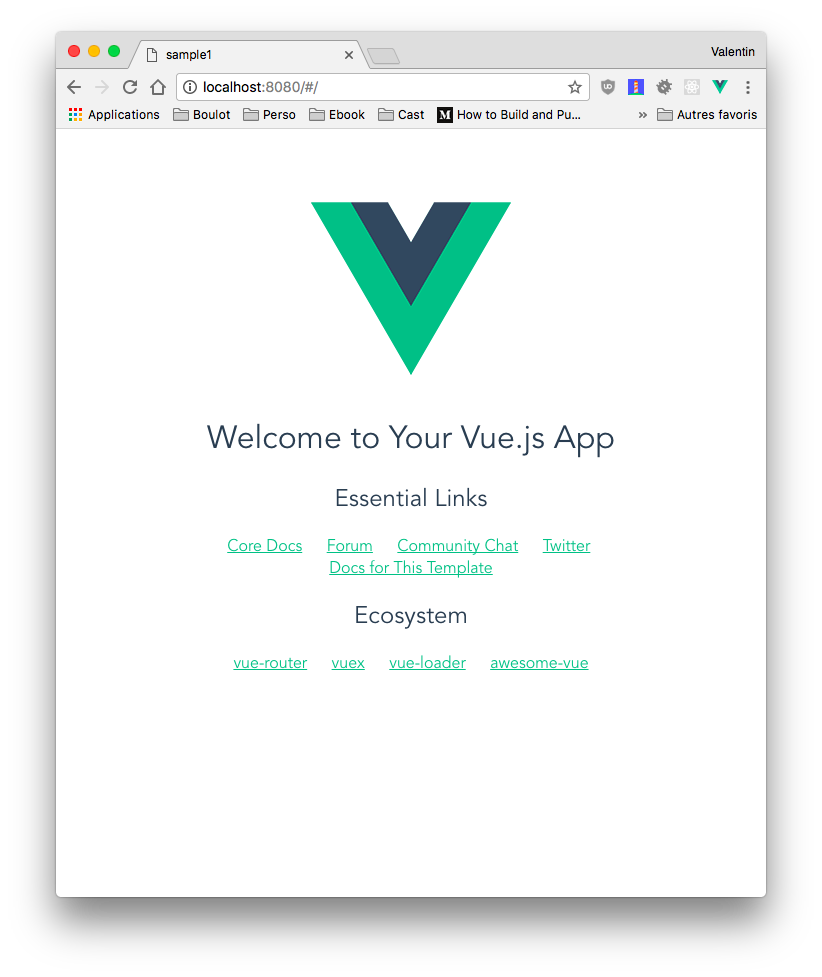 sample1
Valentin
localhost:8080/#/
Applications Boulot Perso Ebook Cast M How to Build and Pu... » Autres favoris
Welcome to Your Vue.js App
Essential Links
Core Docs Forum Community Chat Twitter
Docs for This Template
Ecosystem
vue-router vuex vue-loader awesome-vue